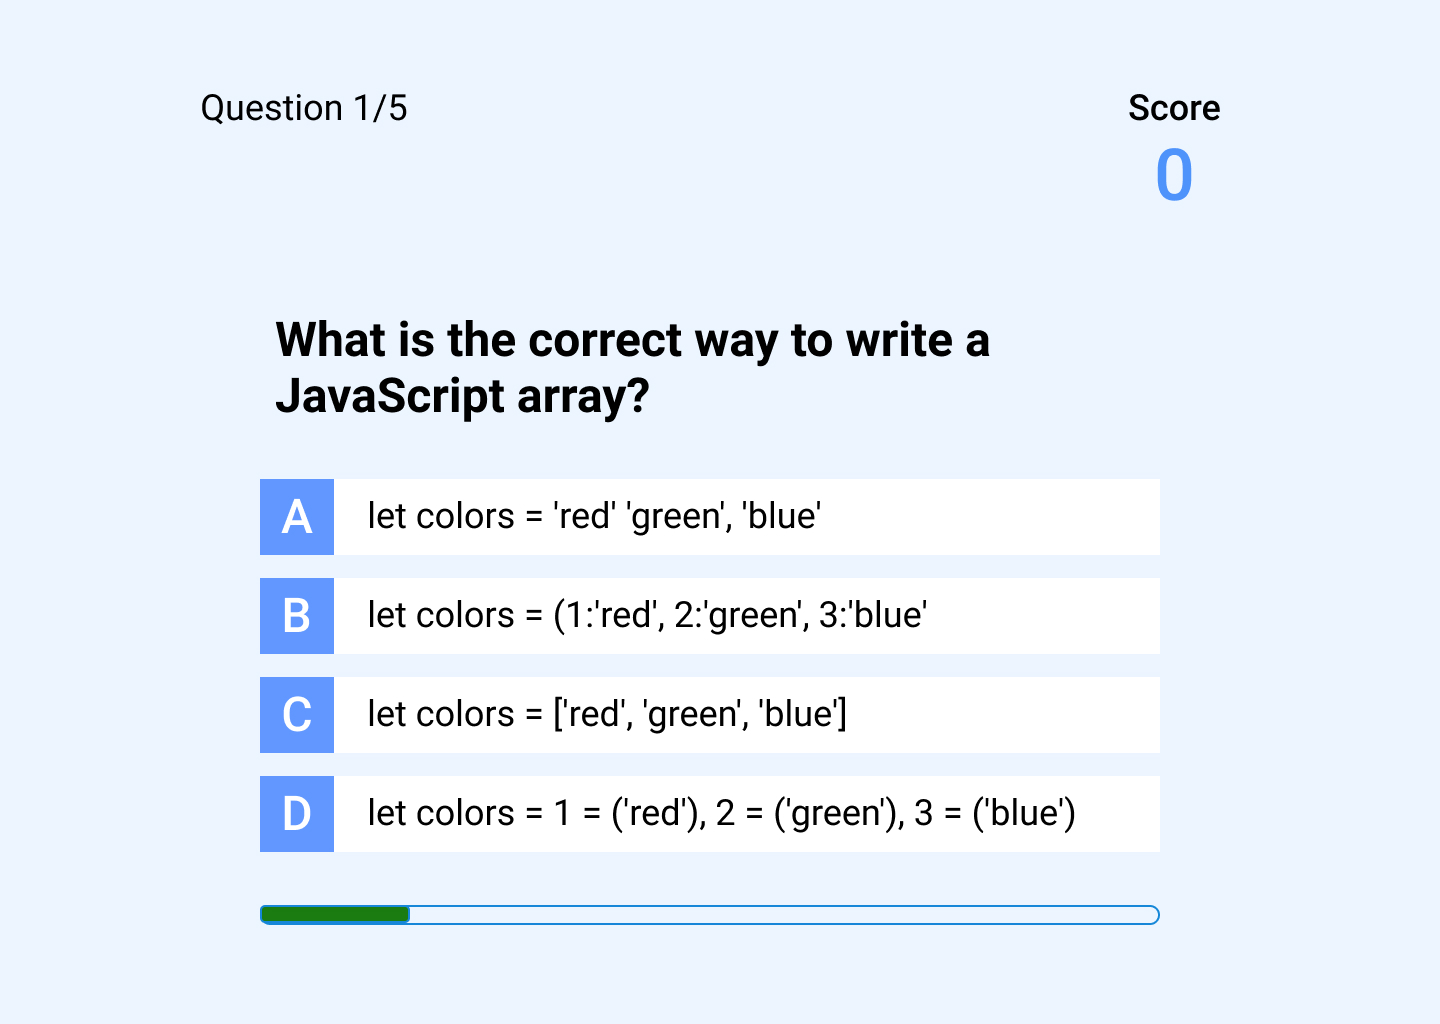 Question 1/5
Score
0
What is the correct way to write a
JavaScript array?
A let colors = 'red' 'green', 'blue'
B let colors = (1:'red', 2:'green', 3:'blue'
C let colors = ['red', 'green', 'blue']
D let colors = 1 = ('red'), 2 = ('green'), 3 = ('blue')